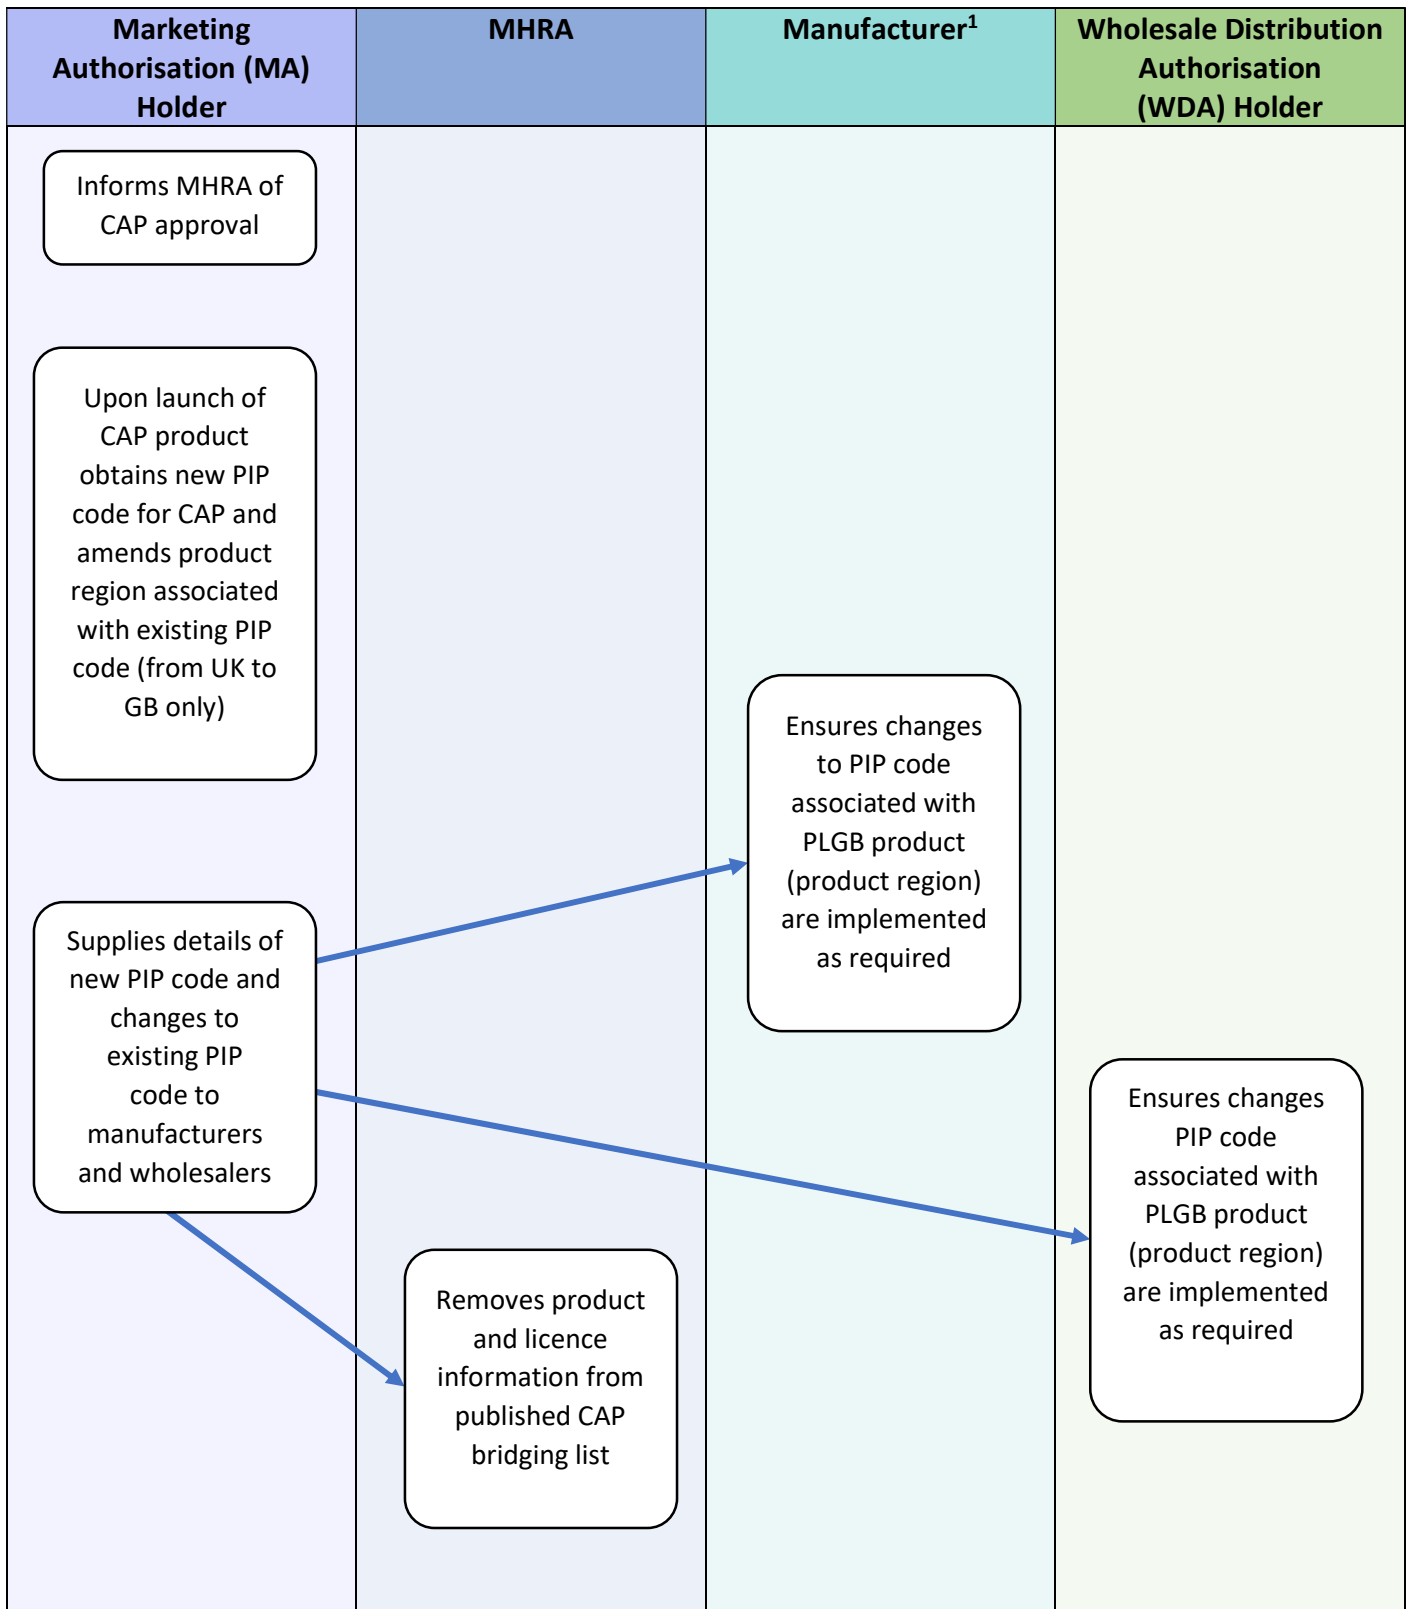 Marketing
Authorisation (MA)
Holder
MHRA
Manufacturer¹
Wholesale Distribution
Authorisation
(WDA) Holder
Informs MHRA of
CAP approval
Upon launch of
CAP product
obtains new PIP
code for CAP and
amends product
region associated
with existing PIP
code (from UK to
GB only)
Supplies details of
new PIP code and
changes to
existing PIP
code to
manufacturers
and wholesalers
Removes product
and licence
information from
published CAP
bridging list
Ensures changes
to PIP code
associated with
PLGB product
(product region)
are implemented
as required
Ensures changes
PIP code
associated with
PLGB product
(product region)
are implemented
as required